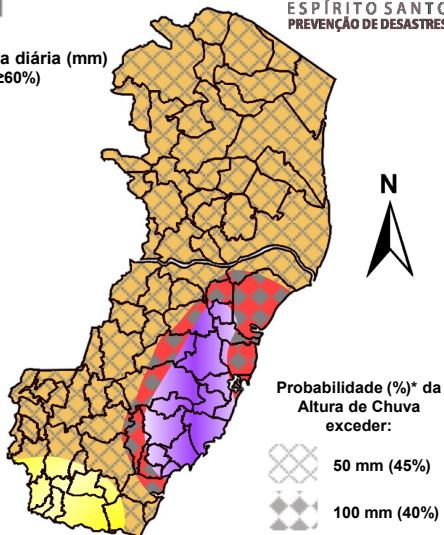 ESPÍRITO SANTO
PREVENÇÃO DE DESASTRES
a diária (mm)
≥60%)
N
Probabilidade (%)* da
Altura de Chuva
exceder:
50 mm (45%)
100 mm (40%)